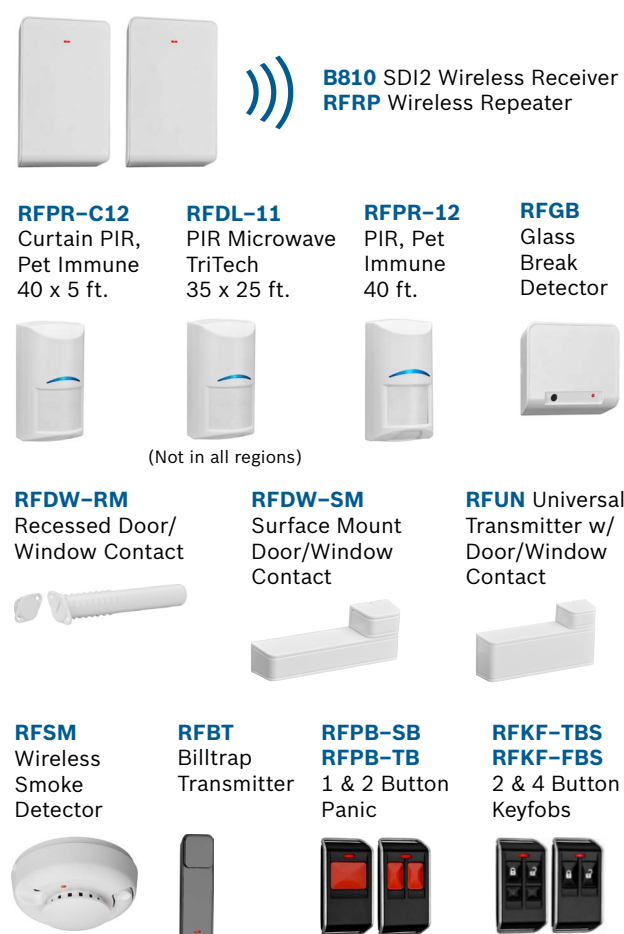 B810 SDI2 Wireless Receiver
RFRP Wireless Repeater
RFPR–C12
Curtain PIR,
Pet Immune
40 x 5 ft.
RFDL–11
PIR Microwave
TriTech
35 x 25 ft.
(Not in all regions)
RFPR–12
PIR, Pet
Immune
40 ft.
RFGB
Glass
Break
Detector
RFDW–RM
Recessed Door/
Window Contact
RFDW–SM
Surface Mount
Door/Window
Contact
RFUN Universal
Transmitter w/
Door/Window
Contact
RFSM
Wireless
Smoke
Detector
RFBT
Billtrap
Transmitter
RFPB–SB
RFPB–TB
1 & 2 Button
Panic
RFKF–TBS
RFKF–FBS
2 & 4 Button
Keyfobs